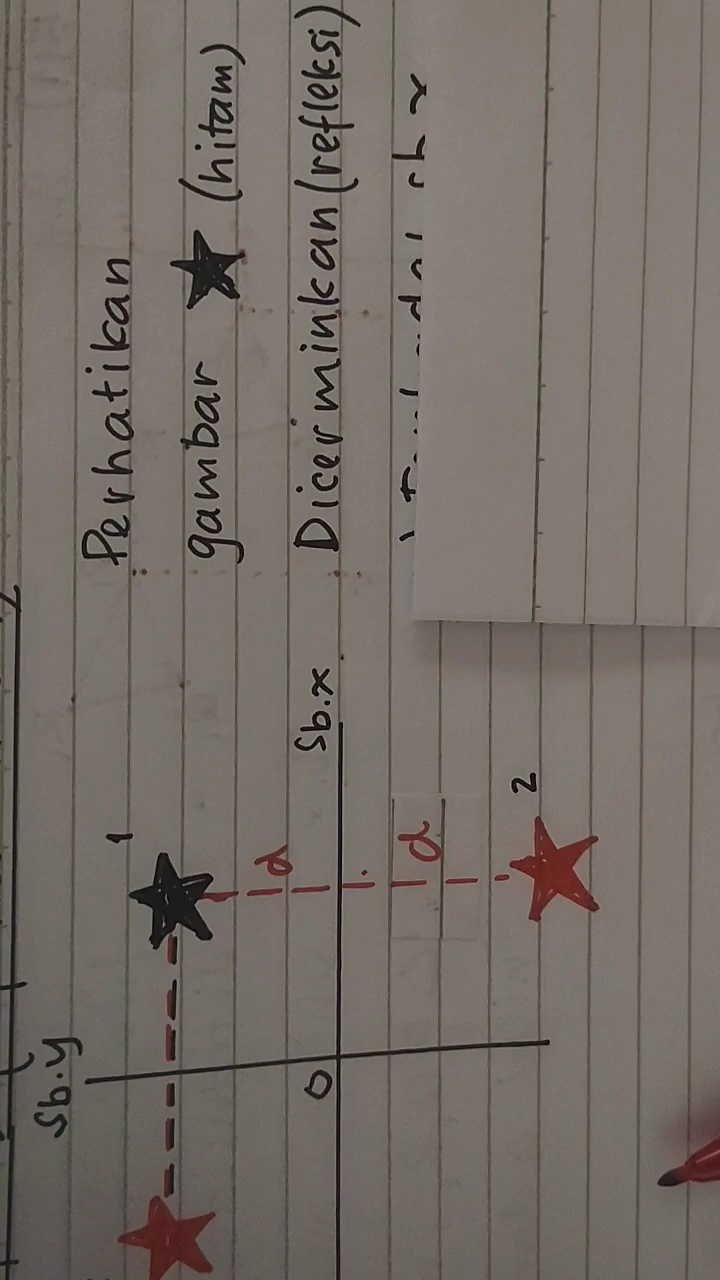 Perhatikan
gambar ★ (hitam)
Dicerminkan (refleksi)
Sb.y
1
d
Sb.x
0
d
2